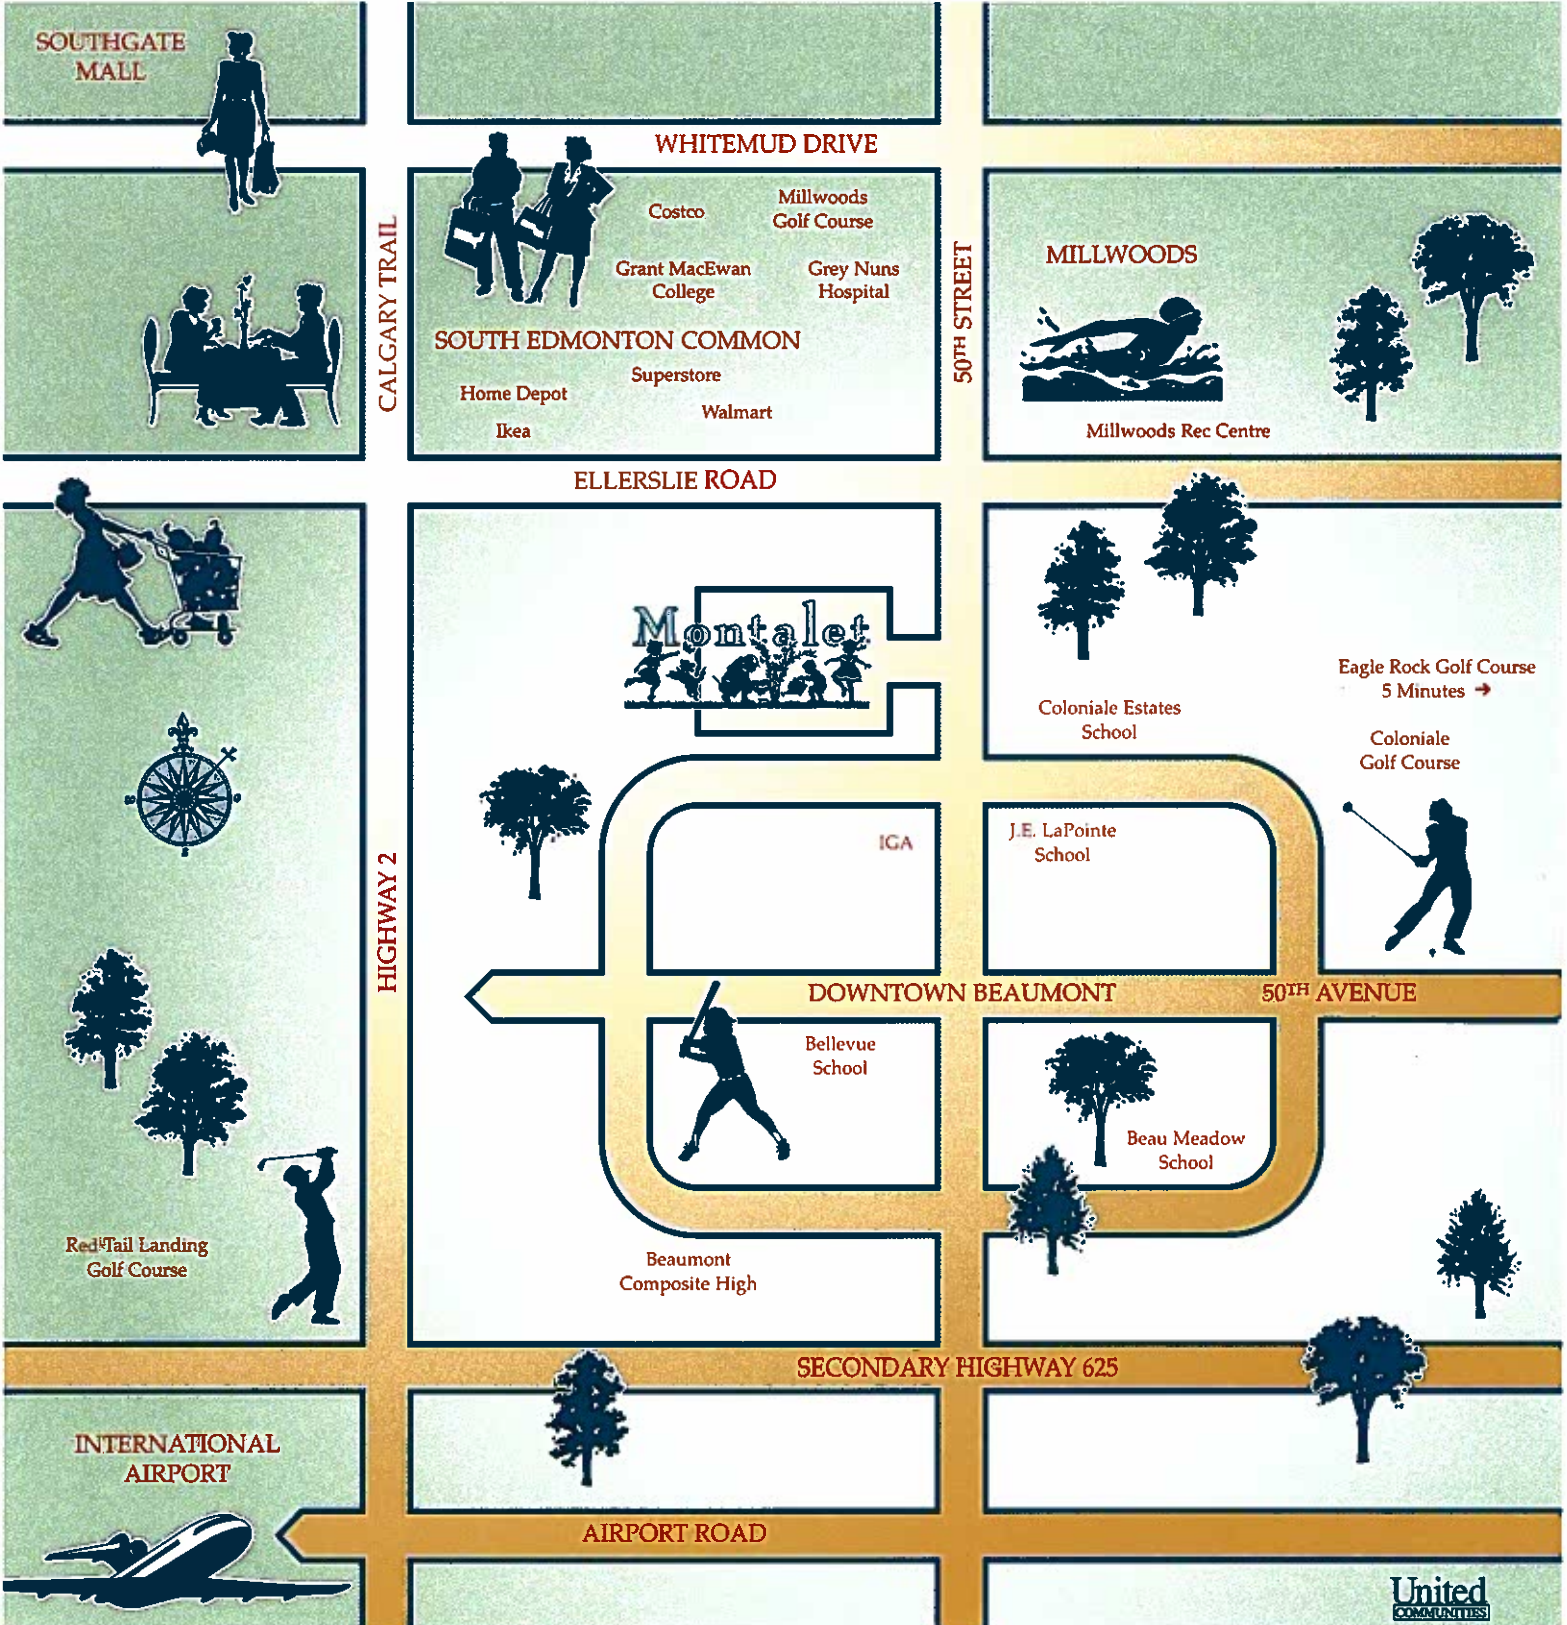 SOUTHGATE
MALL
WHITEMUD DRIVE
CALGARY TRAIL
Costco
Millwoods
Golf Course
Grant MacEwan
College
Grey Nuns
Hospital
SOUTH EDMONTON COMMON
Superstore
Home Depot
Walmart
Ikea
50TH STREET
MILLWOODS
Millwoods Rec Centre
ELLERSLIE ROAD
Montalet
Coloniale Estates
School
Eagle Rock Golf Course
5 Minutes →
Coloniale
Golf Course
HIGHWAY 2
IGA
J.E. LaPointe
School
DOWNTOWN BEAUMONT
50TH AVENUE
Bellevue
School
Beau Meadow
School
Red Tail Landing
Golf Course
Beaumont
Composite High
SECONDARY HIGHWAY 625
INTERNATIONAL
AIRPORT
AIRPORT ROAD
United
COMMUNITIES